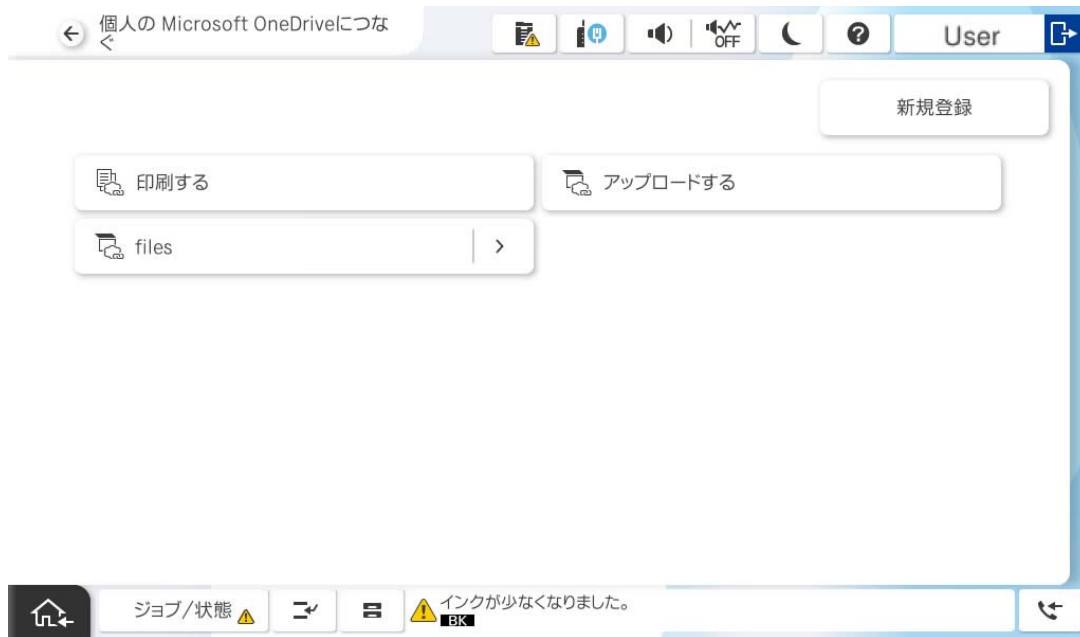 個人の Microsoft OneDriveにつな
ぐ
OFF
User
新規登録
印刷する
アップロードする
files
ジョブ/状態
インクが少なくなりました。
BK